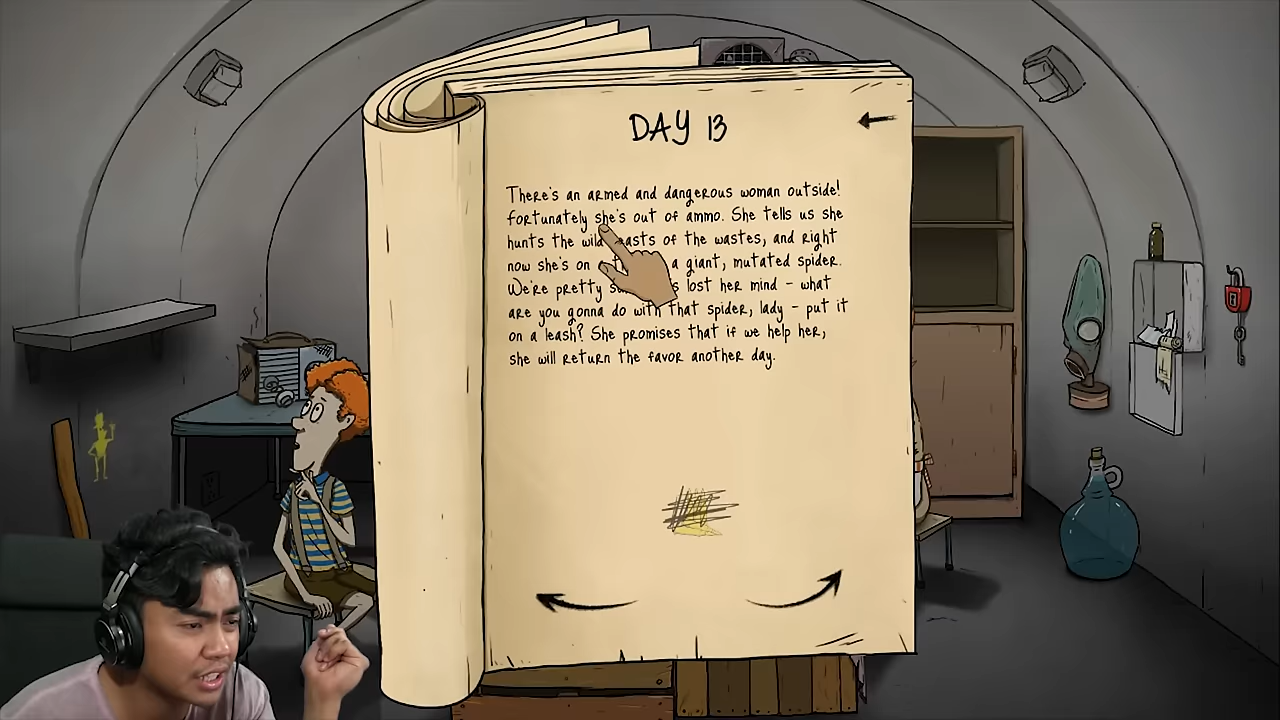 DAY 13
There's an armed and dangerous woman outside!
Fortunately she's out of ammo. She tells us she
hunts the wild easts of the wastes, and right
now she's on a giant, mutated spider.
We're pretty lost her mind - what
are you gonna do with that spider, lady - put it
on a leash? She promises that if we help her,
she will return the favor another day.